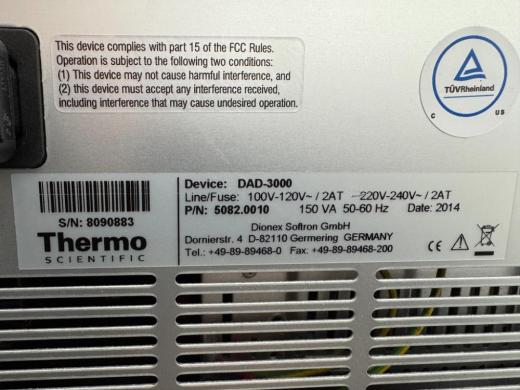 This device complies with part 15 of the FCC Rules.
Operation is subject to the following two conditions:
(1) This device may not cause harmful interference, and
(2) this device must accept any interference received,
including interference that may cause undesired operation.
TÜVRheinland
C US
S/N: 8090883
Thermo
SCIENTIFIC
Device: DAD-3000
Line/Fuse: 100V-120V~ / 2AT 220V-240V~ / 2AT
P/N: 5082.0010 150 VA 50-60 Hz Date: 2014
Dionex Softron GmbH
Dornierstr. 4 D-82110 Germering GERMANY
Tel.: +49-89-89468-0 Fax: +49-89-89468-200
CE